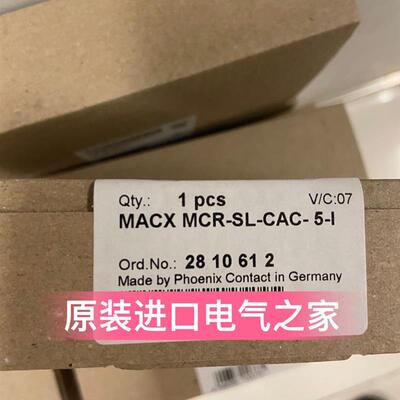 Qty.: 1 pcs V/C:07
MACX MCR-SL-CAC- 5-I
Ord.No.: 28 10 61 2
Made by Phoenix Contact in Germany
原装进口电气之家